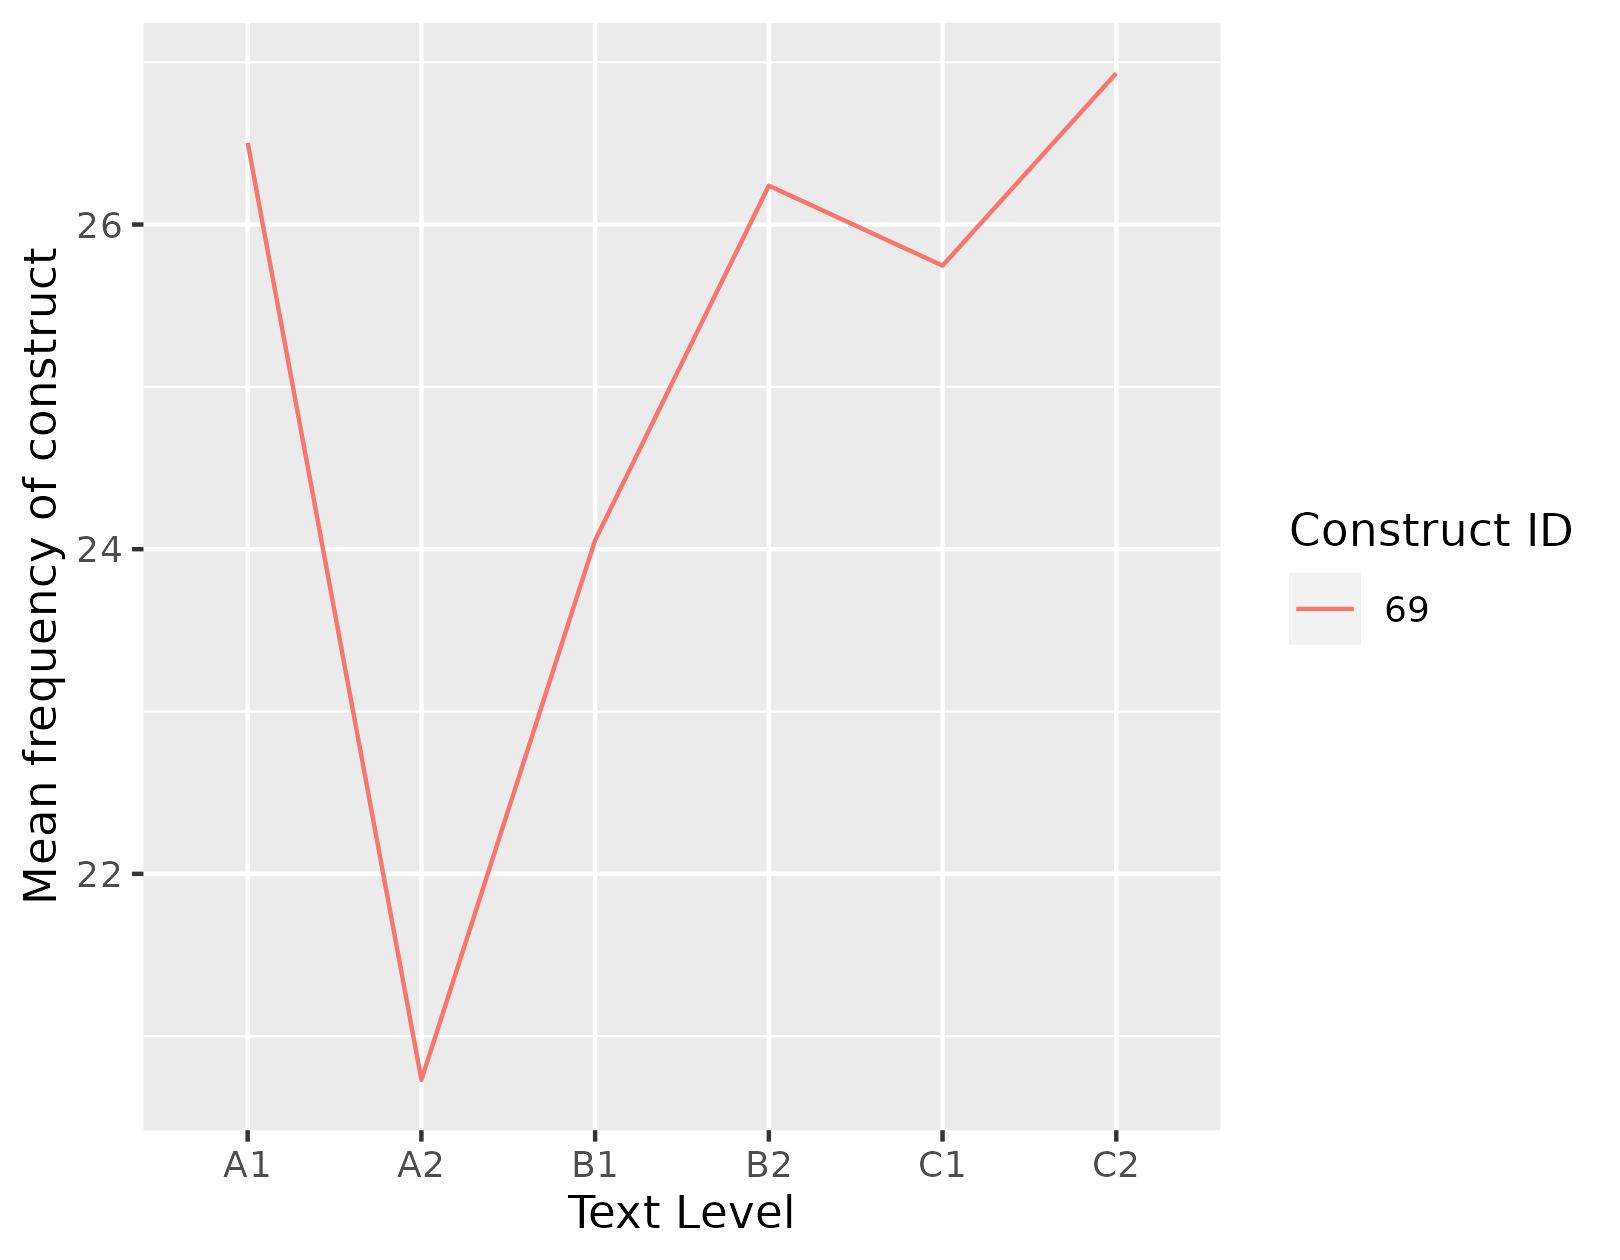 Mean frequency of construct
26
24
22
A1 A2 B1 B2 C1 C2
Text Level
Construct ID
69